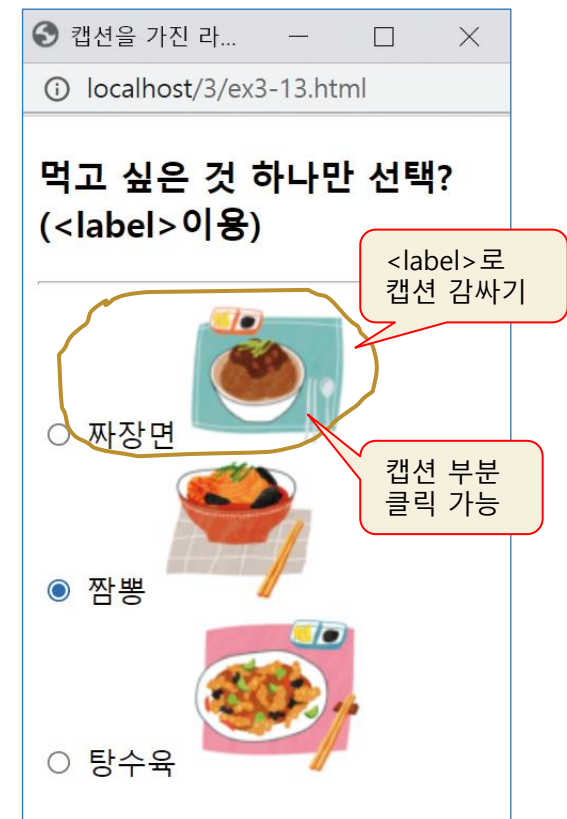 캡션을 가진 라...
localhost/3/ex3-13.html
먹고 싶은 것 하나만 선택?
(<label>이용)
<label>로
캡션 감싸기
짜장면
캡션 부분
클릭 가능
짬뽕
탕수육